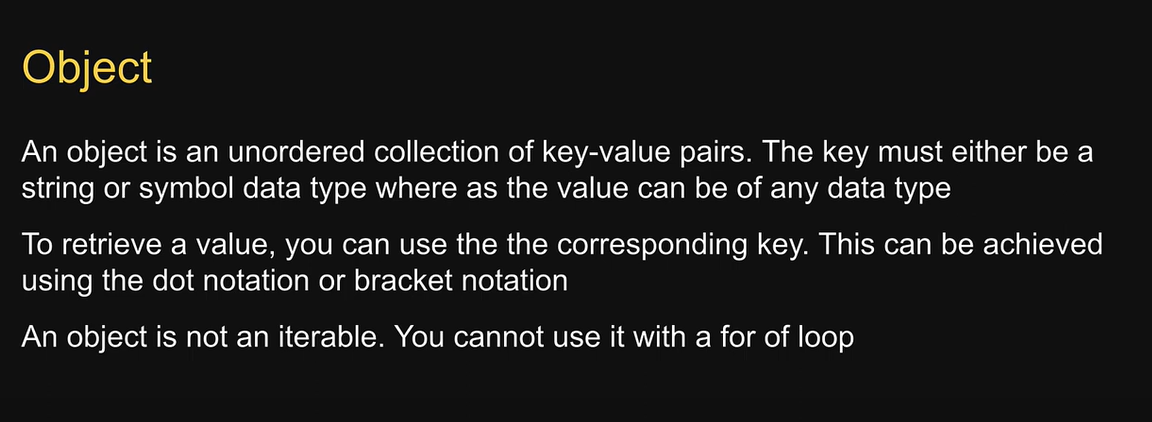 Object
An object is an unordered collection of key-value pairs. The key must either be a
string or symbol data type where as the value can be of any data type
To retrieve a value, you can use the the corresponding key. This can be achieved
using the dot notation or bracket notation
An object is not an iterable. You cannot use it with a for of loop